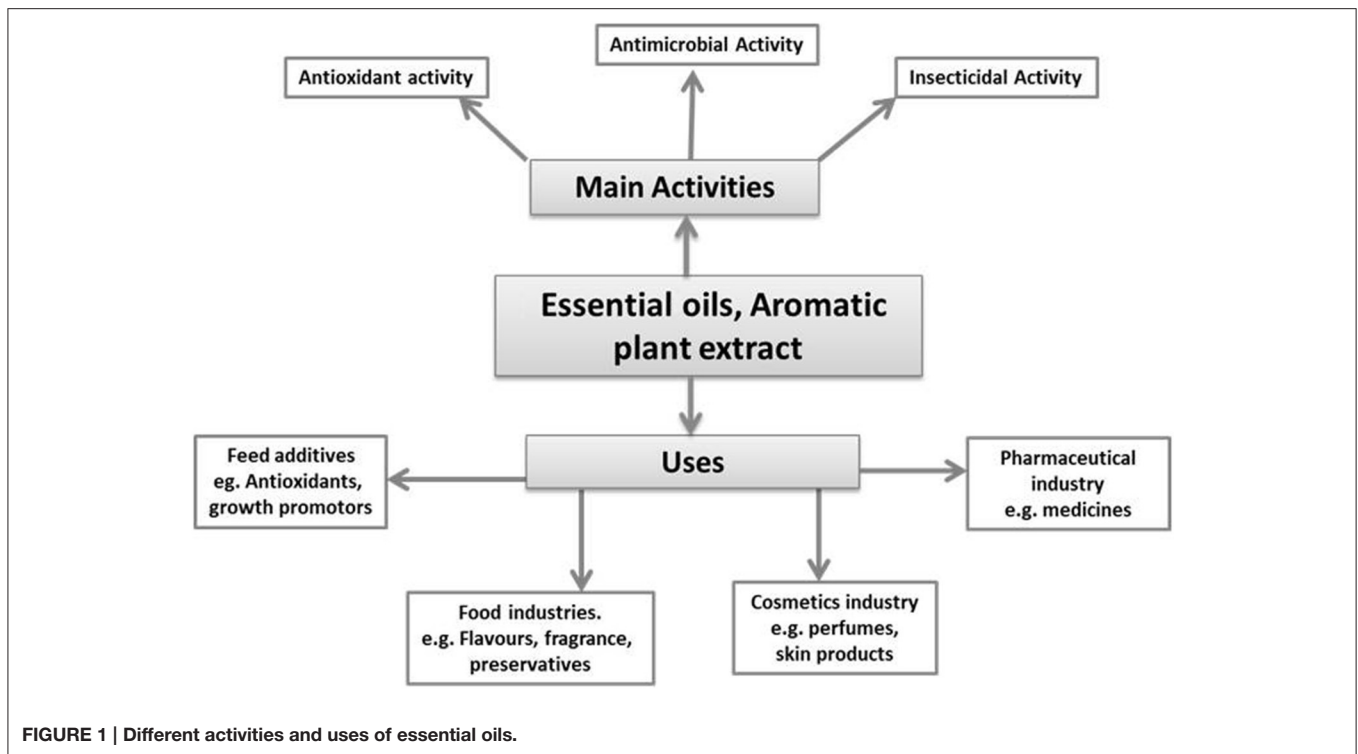 Antimicrobial Activity
Antioxidant activity
Insecticidal Activity
Main Activities
Essential oils, Aromatic
plant extract
Uses
Feed additives
eg. Antioxidants,
growth promotors
Pharmaceutical
industry
e.g. medicines
Food industries.
e.g. Flavours, fragrance,
preservatives
Cosmetics industry
e.g. perfumes,
skin products
FIGURE 1 | Different activities and uses of essential oils.